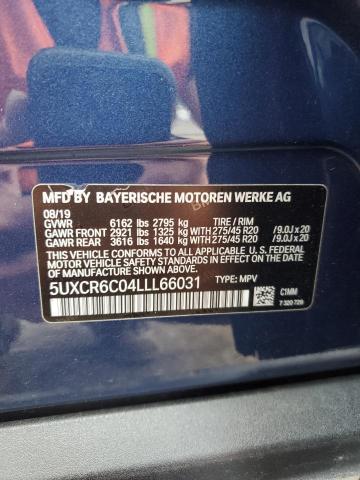 MFD BY BAYERISCHE MOTOREN WERKE AG
08/19
GVWR 6162 lbs 2795 kg TIRE / RIM
GAWR FRONT 2921 lbs 1325 kg WITH 275/45 R20 / 9.0J x 20
GAWR REAR 3616 lbs 1640 kg WITH 275/45 R20 / 9.0J x 20
THIS VEHICLE CONFORMS TO ALL APPLICABLE U.S. FEDERAL
MOTOR VEHICLE SAFETY AND THEFT PREVENTION STANDARDS
IN EFFECT ON THE DATE OF MANUFACTURE SHOWN ABOVE.
5UXCR6C04LLL66031 TYPE: MPV
C1MM
7 320 729